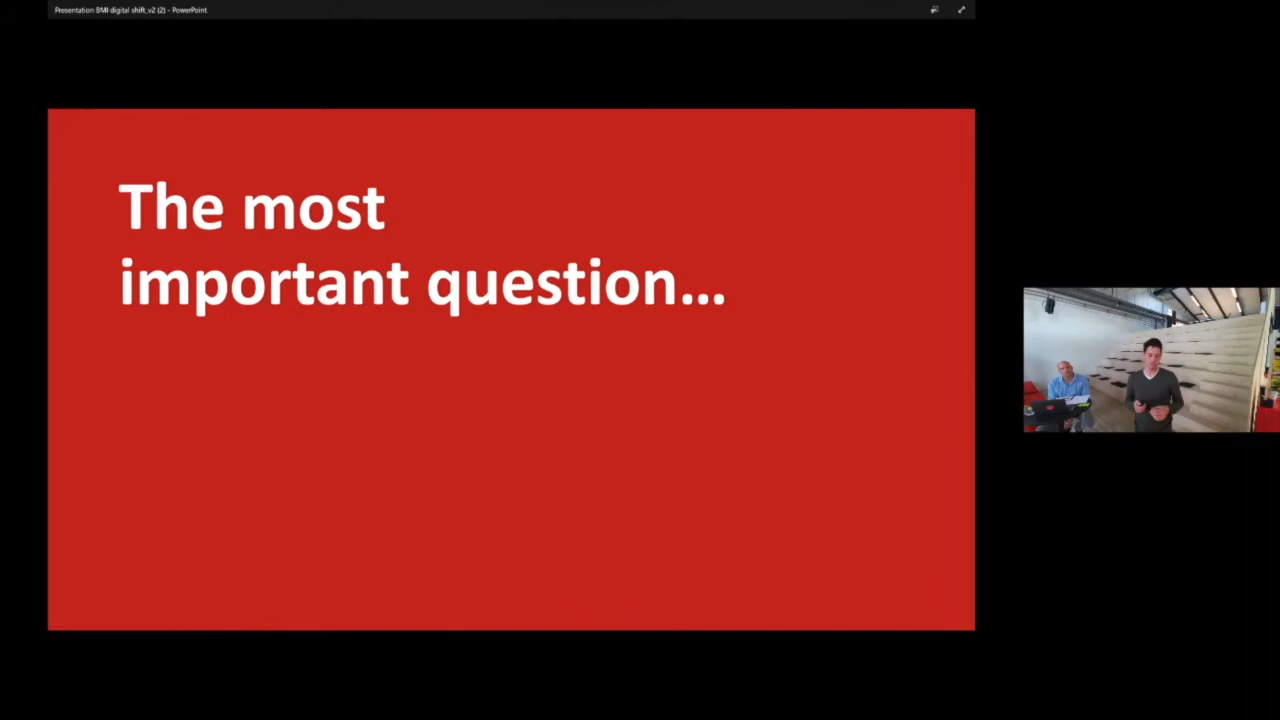 Presentation BMI digital shift_v2 (2) - PowerPoint
The most
important question...